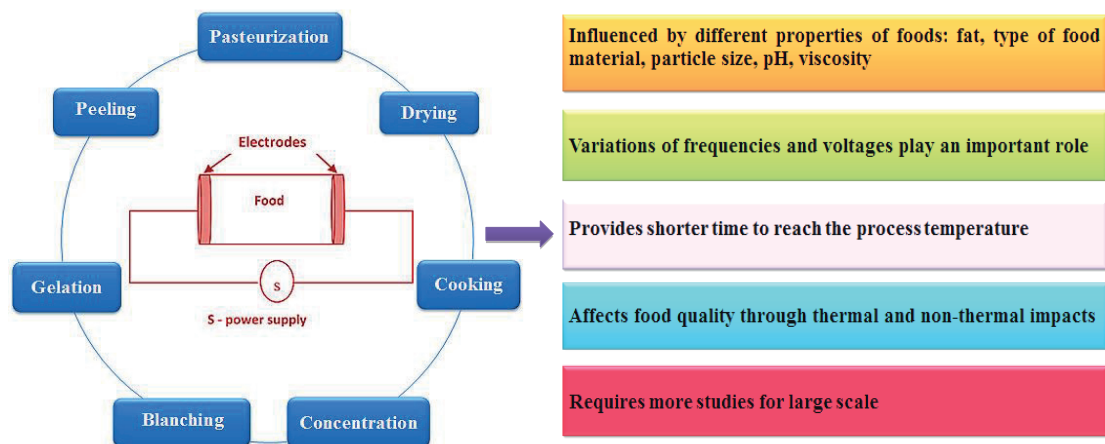 Pasteurization
Peeling
Drying
Electrodes
Food
Gelation
S
Cooking
S - power supply
Blanching
Concentration
Influenced by different properties of foods: fat, type of food
material, particle size, pH, viscosity
Variations of frequencies and voltages play an important role
Provides shorter time to reach the process temperature
Affects food quality through thermal and non-thermal impacts
Requires more studies for large scale